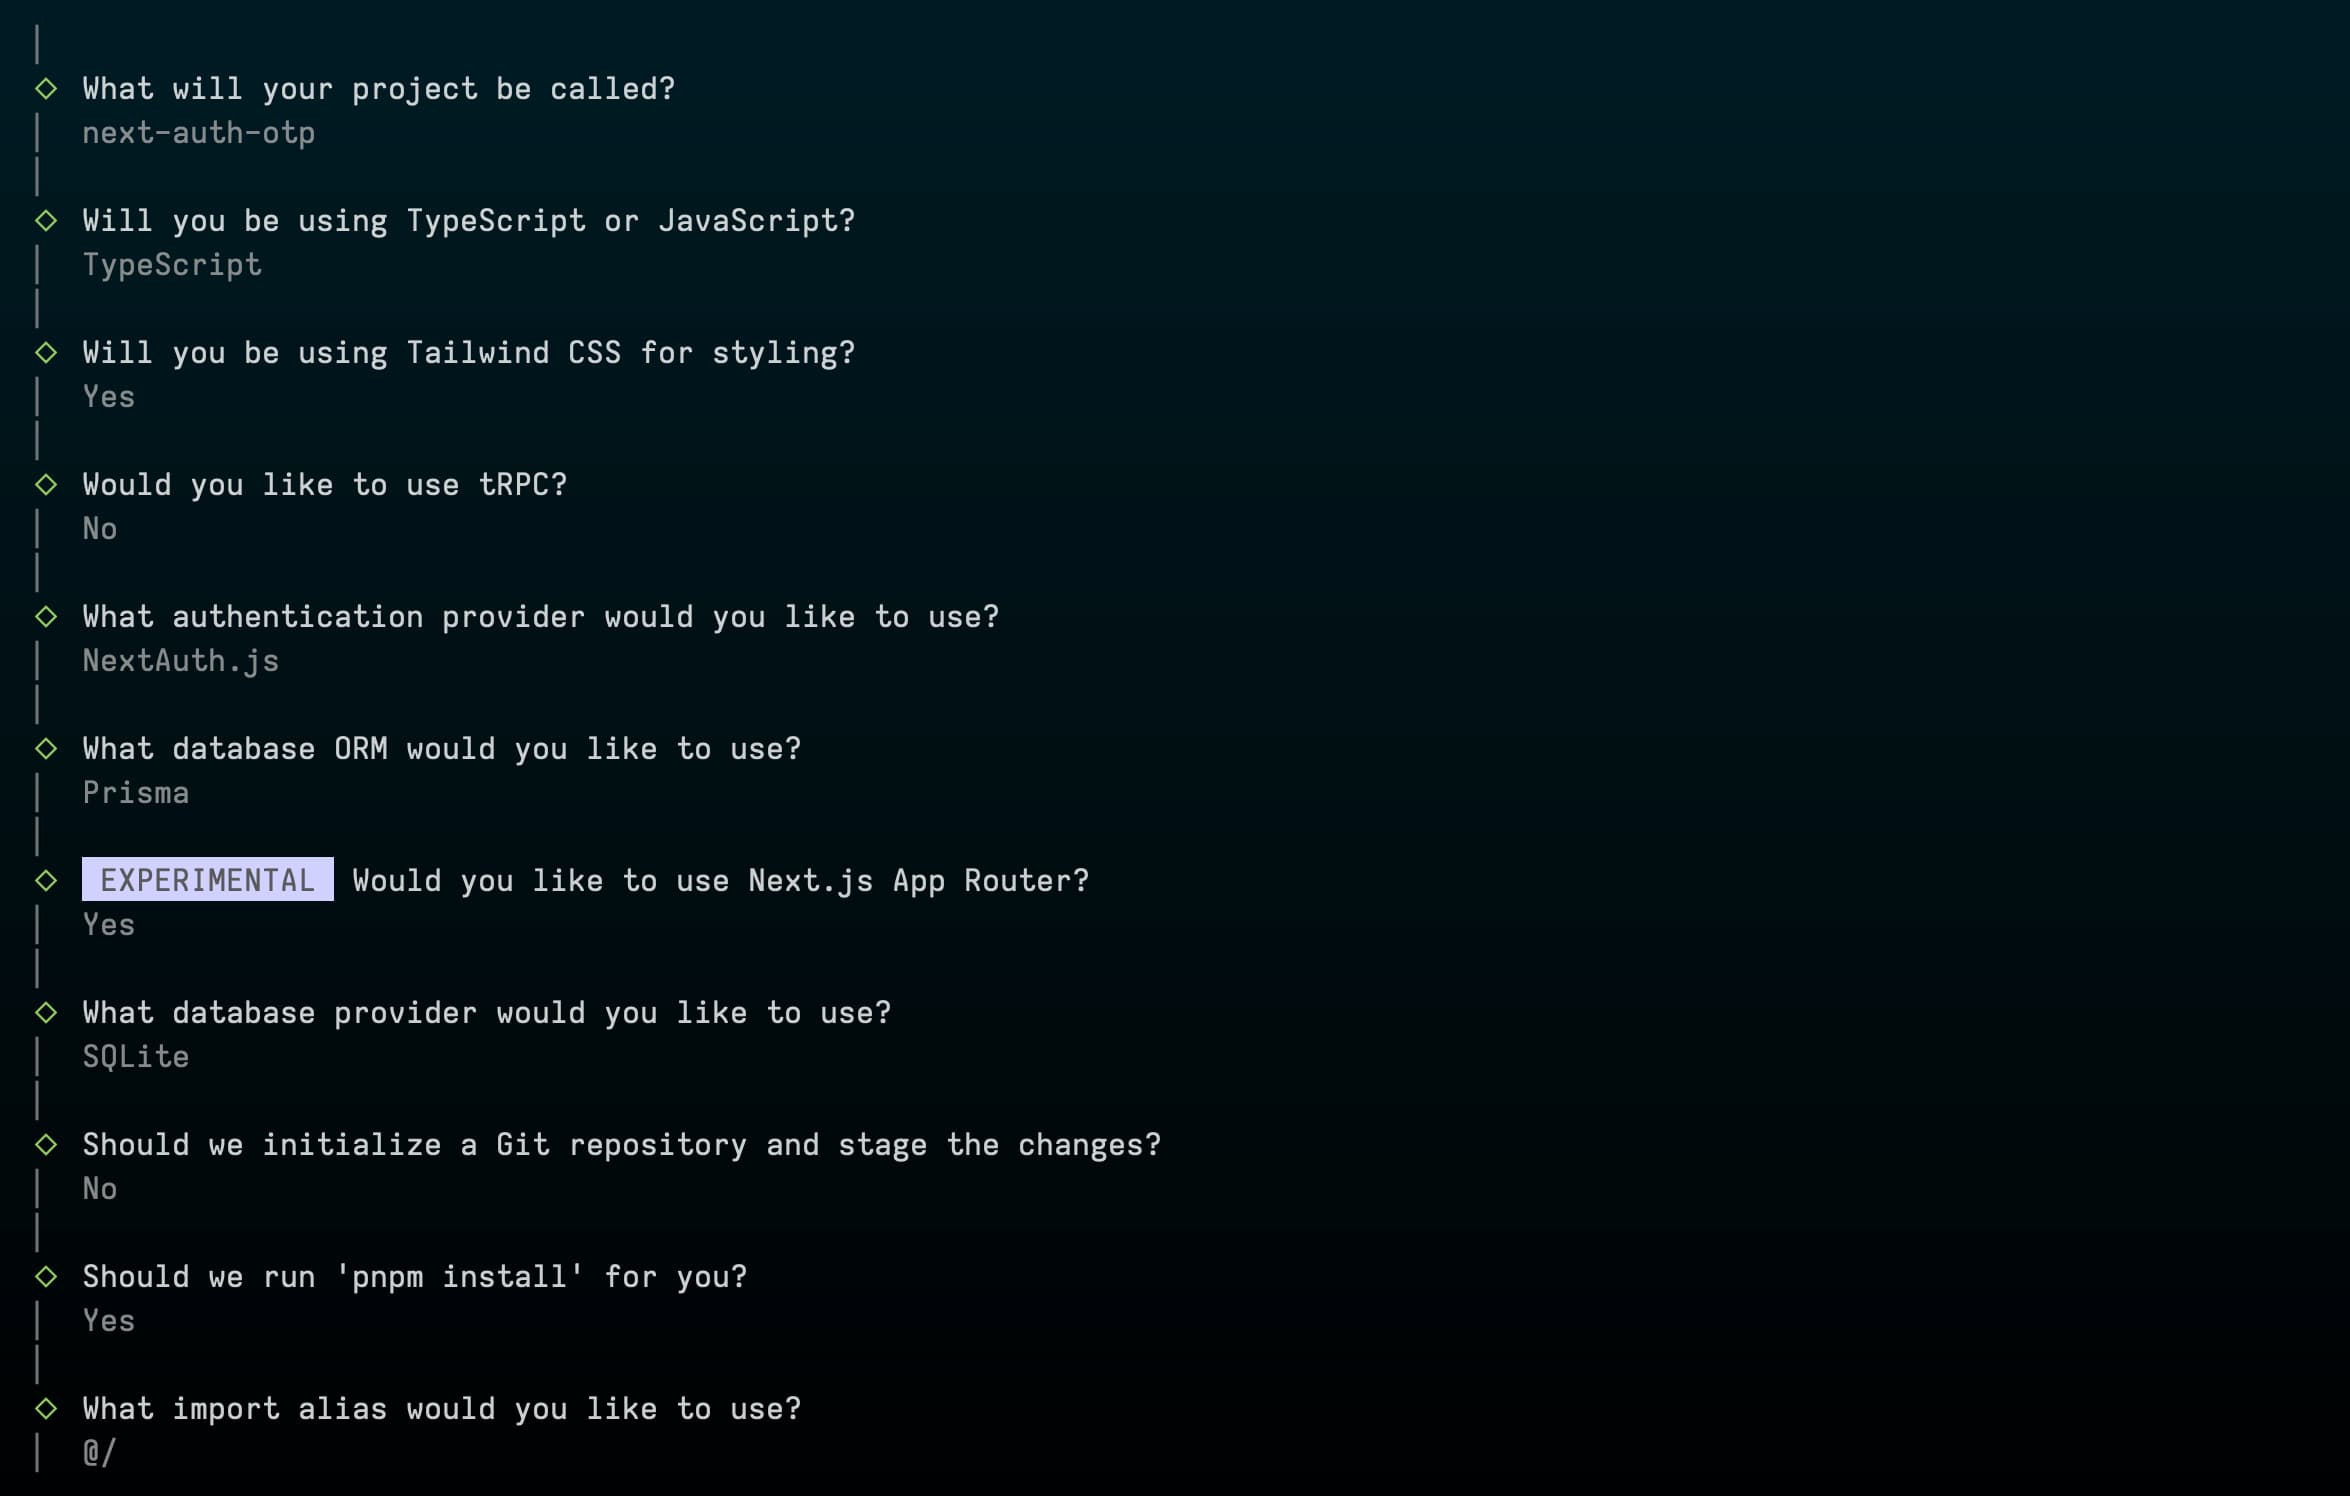 What will your project be called?
next-auth-otp
Will you be using TypeScript or JavaScript?
TypeScript
Will you be using Tailwind CSS for styling?
Yes
Would you like to use tRPC?
No
What authentication provider would you like to use?
NextAuth.js
What database ORM would you like to use?
Prisma
EXPERIMENTAL Would you like to use Next.js App Router?
Yes
What database provider would you like to use?
SQLite
Should we initialize a Git repository and stage the changes?
No
Should we run 'pnpm install' for you?
Yes
What import alias would you like to use?
@/